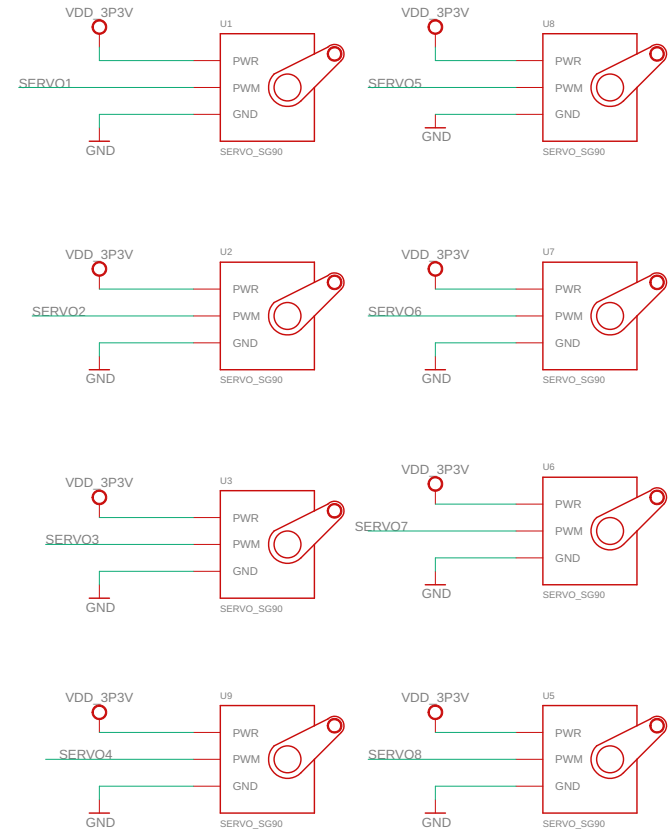 VDD_3P3V
U1
SERVO1
PWR
PWM
GND
GND
SERVO_SG90
VDD_3P3V
U8
SERVO5
PWR
PWM
GND
GND
SERVO_SG90
VDD_3P3V
U2
SERVO2
PWR
PWM
GND
GND
SERVO_SG90
VDD_3P3V
U7
SERVO6
PWR
PWM
GND
GND
SERVO_SG90
VDD_3P3V
U3
SERVO3
PWR
PWM
GND
GND
SERVO_SG90
VDD_3P3V
U6
SERVO7
PWR
PWM
GND
GND
SERVO_SG90
VDD_3P3V
U9
SERVO4
PWR
PWM
GND
GND
SERVO_SG90
VDD_3P3V
U5
SERVO8
PWR
PWM
GND
GND
SERVO_SG90